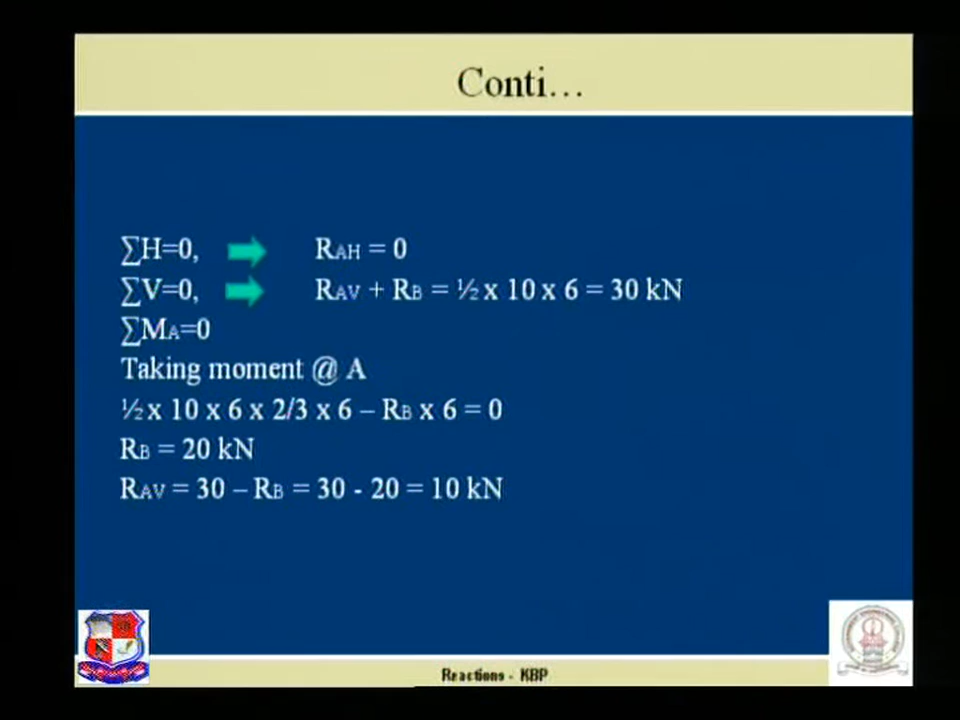 Conti…
∑H=0, RAH = 0
∑V=0, RAV + RB = ½ x 10 x 6 = 30 kN
∑MA=0
Taking moment @ A
½ x 10 x 6 x 2/3 x 6 – RB x 6 = 0
RB = 20 kN
RAV = 30 – RB = 30 - 20 = 10 kN
Reactions - KBP